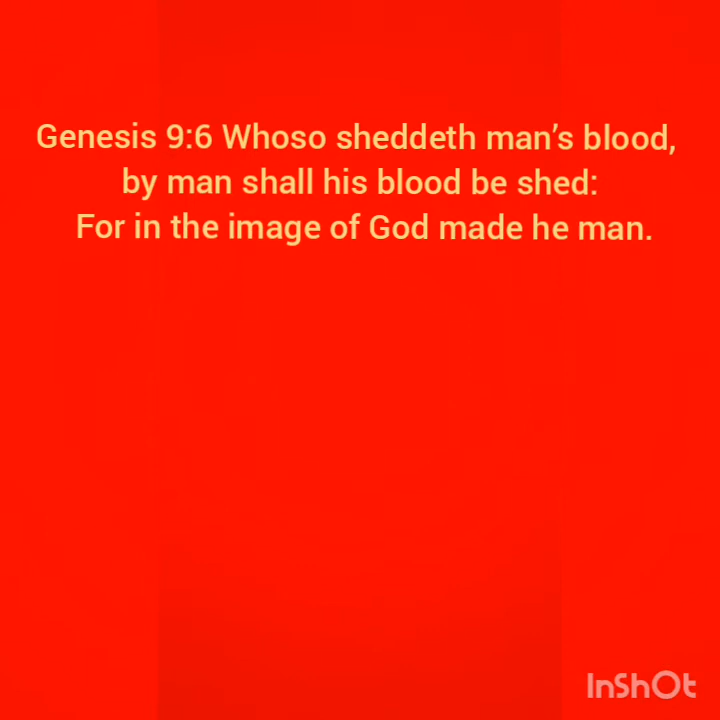 Genesis 9:6 Whoso sheddeth man’s blood,
by man shall his blood be shed:
For in the image of God made he man.
InShOt